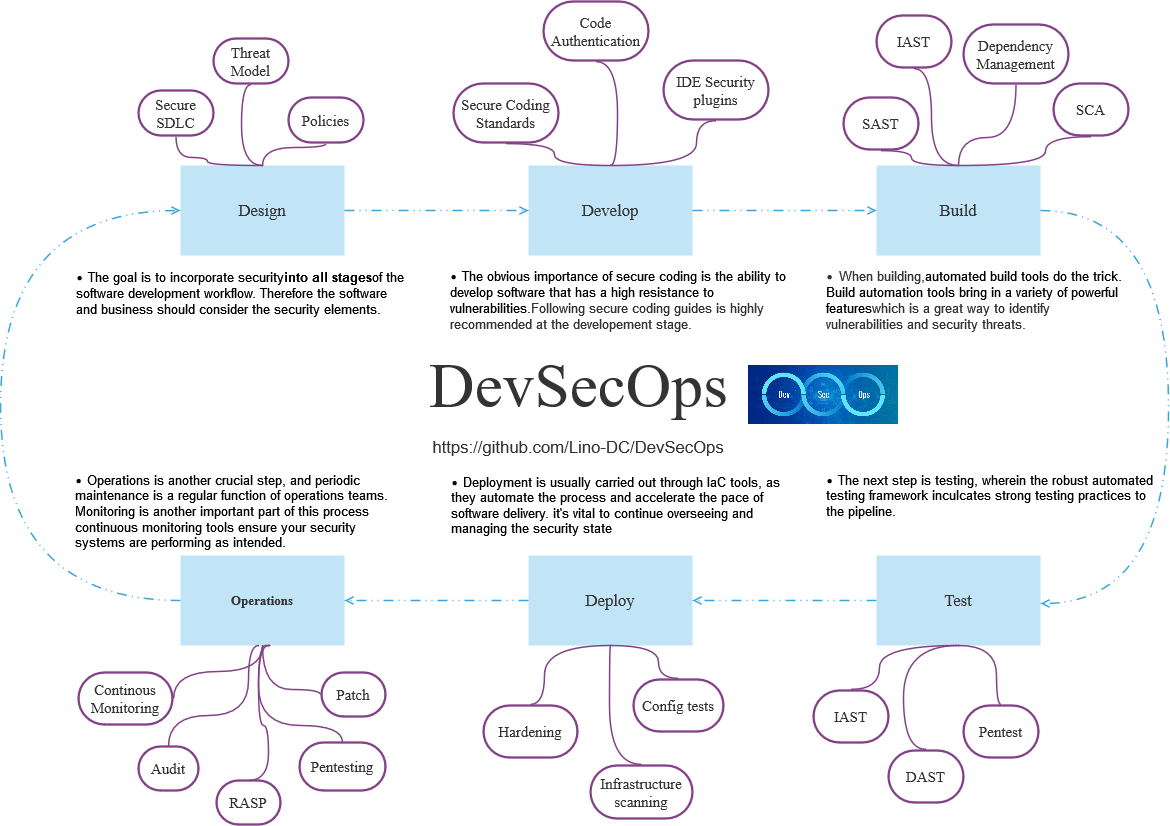 Secure
SDLC
Threat
Model
Policies
Secure Coding
Standards
Code
Authentication
IDE Security
plugins
SAST
IAST
Dependency
Management
SCA
Design
Develop
Build
• The goal is to incorporate securityinto all stagesof the
software development workflow. Therefore the software
and business should consider the security elements.
• The obvious importance of secure coding is the ability to
develop software that has a high resistance to
vulnerabilities.Following secure coding guides is highly
recommended at the developement stage.
• When building,automated build tools do the trick.
Build automation tools bring in a variety of powerful
featureswhich is a great way to identify
vulnerabilities and security threats.
DevSecOps
Dev
Sec
Ops
https://github.com/Lino-DC/DevSecOps
• Operations is another crucial step, and periodic
maintenance is a regular function of operations teams.
Monitoring is another important part of this process
continuous monitoring tools ensure your security
systems are performing as intended.
• Deployment is usually carried out through IaC tools, as
they automate the process and accelerate the pace of
software delivery. it's vital to continue overseeing and
managing the security state
• The next step is testing, wherein the robust automated
testing framework inculcates strong testing practices to
the pipeline.
Operations
Deploy
Test
Continous
Monitoring
Audit
RASP
Pentesting
Patch
Hardening
Infrastructure
scanning
Config tests
IAST
DAST
Pentest